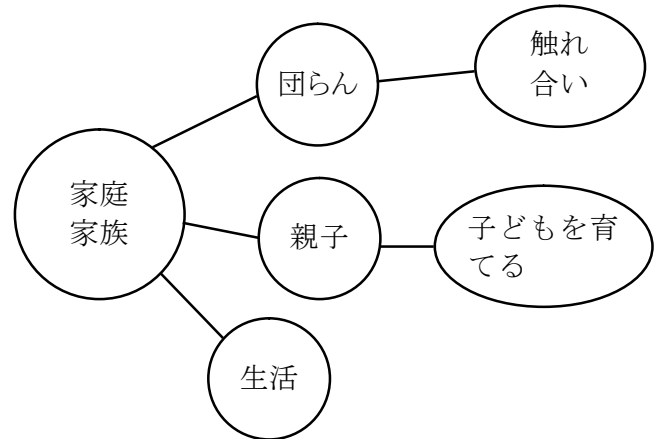 団らん
触れ
合い
家庭
家族
親子
子どもを育
てる
生活